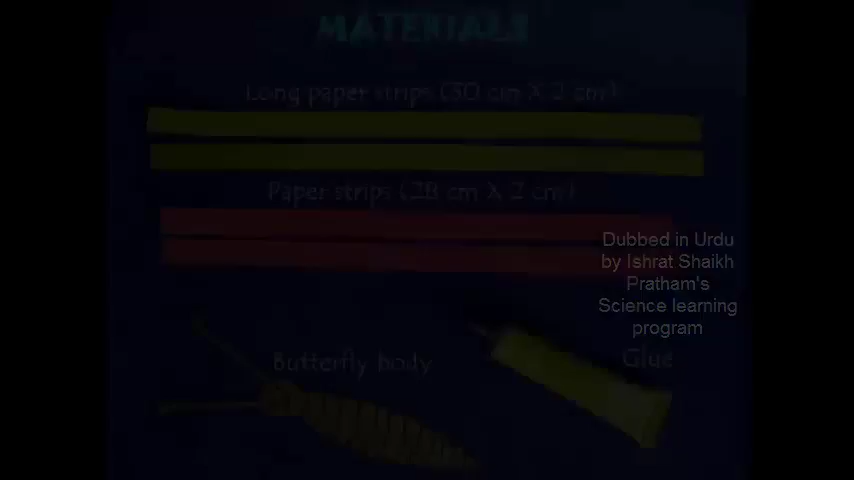 MATERIALS
Long paper strips (30 cm X 2 cm)
Paper strips (28 cm X 2 cm)
Dubbed in Urdu
by Ishrat Shaikh
Pratham's
Science learning
program
Butterfly body
Glue